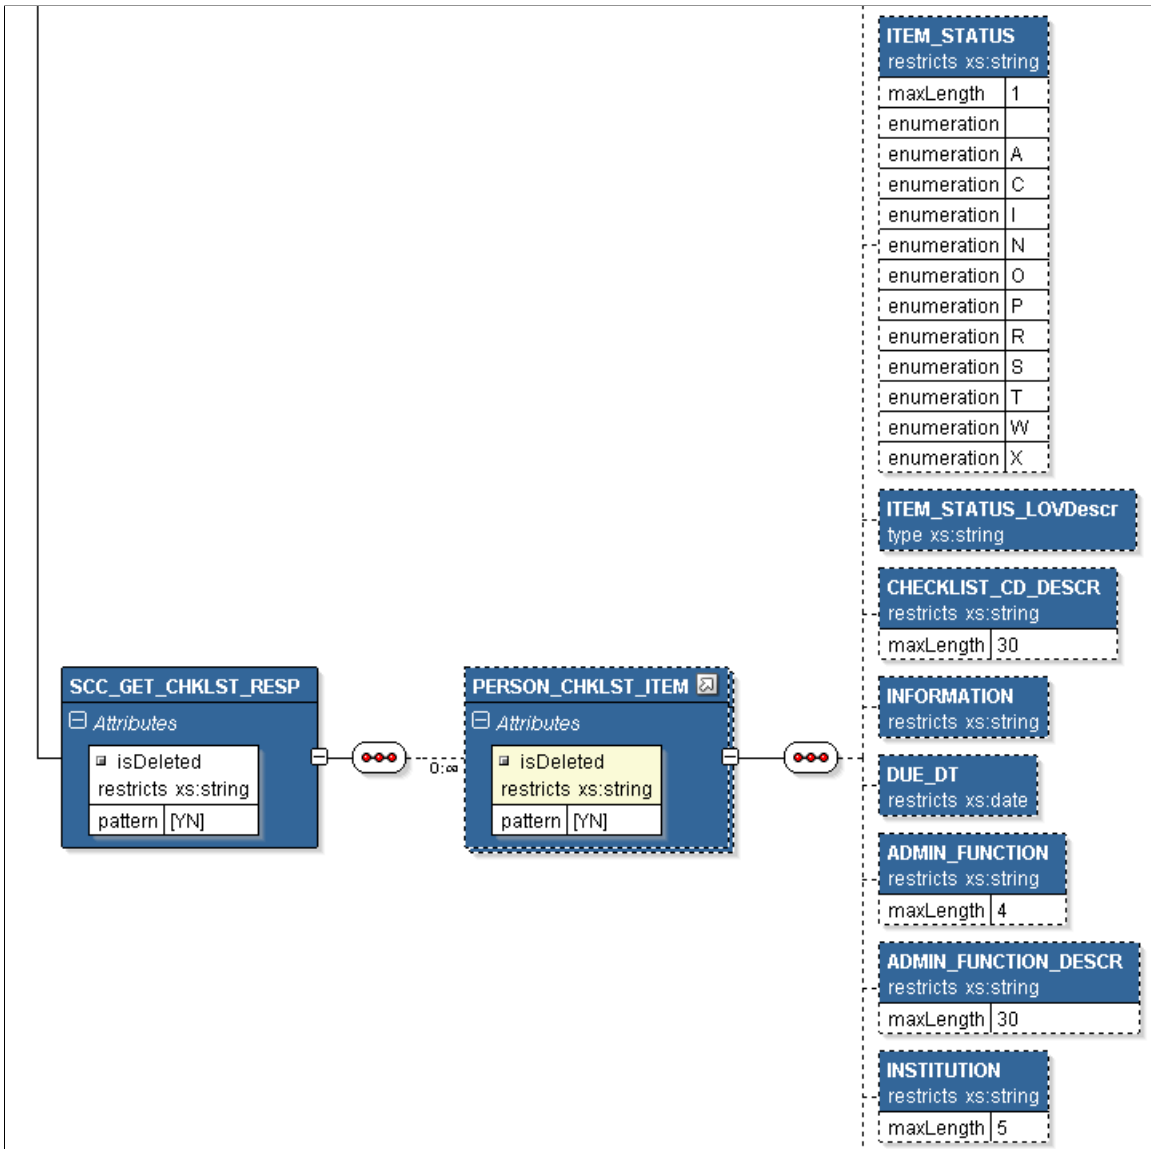 ITEM_STATUS
restricts xs:string
maxLength 1
enumeration
enumeration A
enumeration C
enumeration I
enumeration N
enumeration O
enumeration P
enumeration R
enumeration S
enumeration T
enumeration W
enumeration X
ITEM_STATUS_LOVDescr
type xs:string
CHECKLIST_CD_DESCR
restricts xs:string
maxLength 30
SCC_GET_CHKLST_RESP
Attributes
isDeleted
restricts xs:string
pattern [YN]
0:∞
PERSON_CHKLST_ITEM
Attributes
isDeleted
restricts xs:string
pattern [YN]
INFORMATION
restricts xs:string
DUE_DT
restricts xs:date
ADMIN_FUNCTION
restricts xs:string
maxLength 4
ADMIN_FUNCTION_DESCR
restricts xs:string
maxLength 30
INSTITUTION
restricts xs:string
maxLength 5